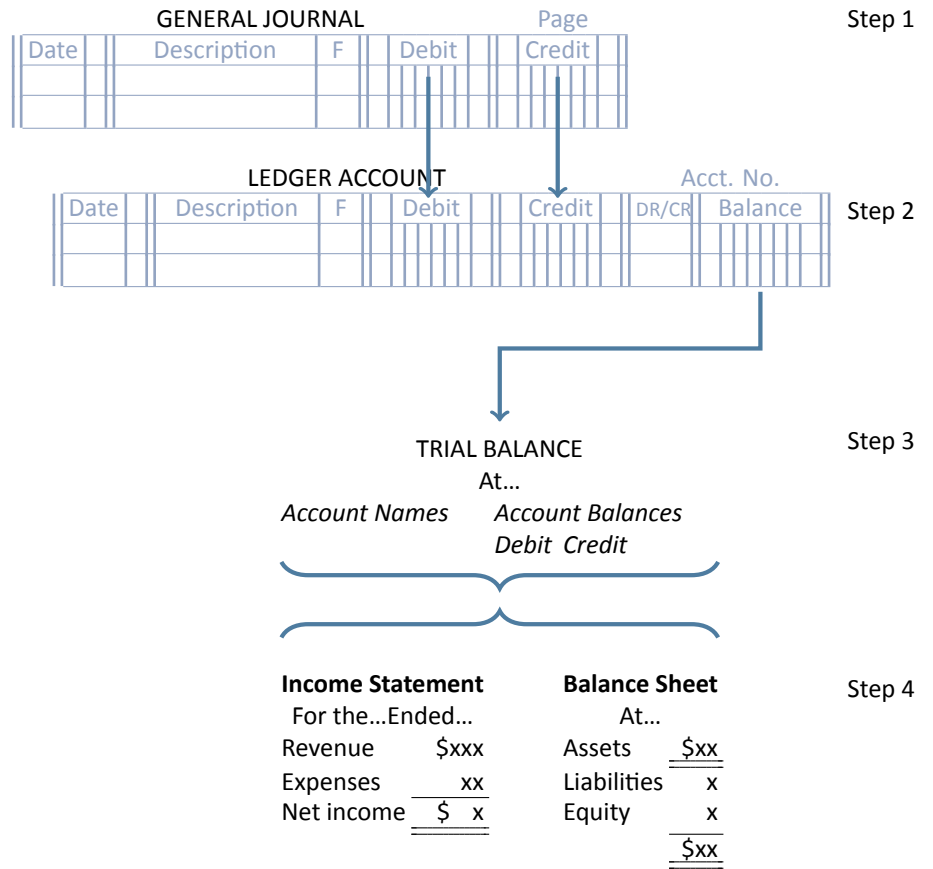 GENERAL JOURNAL Page Step 1
Date Description F Debit Credit
LEDGER ACCOUNT Acct. No.
Date Description F Debit Credit DR/CR Balance Step 2
TRIAL BALANCE Step 3
At...
Account Names Account Balances
Debit Credit
Income Statement Balance Sheet Step 4
For the...Ended... At...
Revenue $xxx Assets $xx
Expenses xx Liabilities x
Net income $ x Equity x
$xx